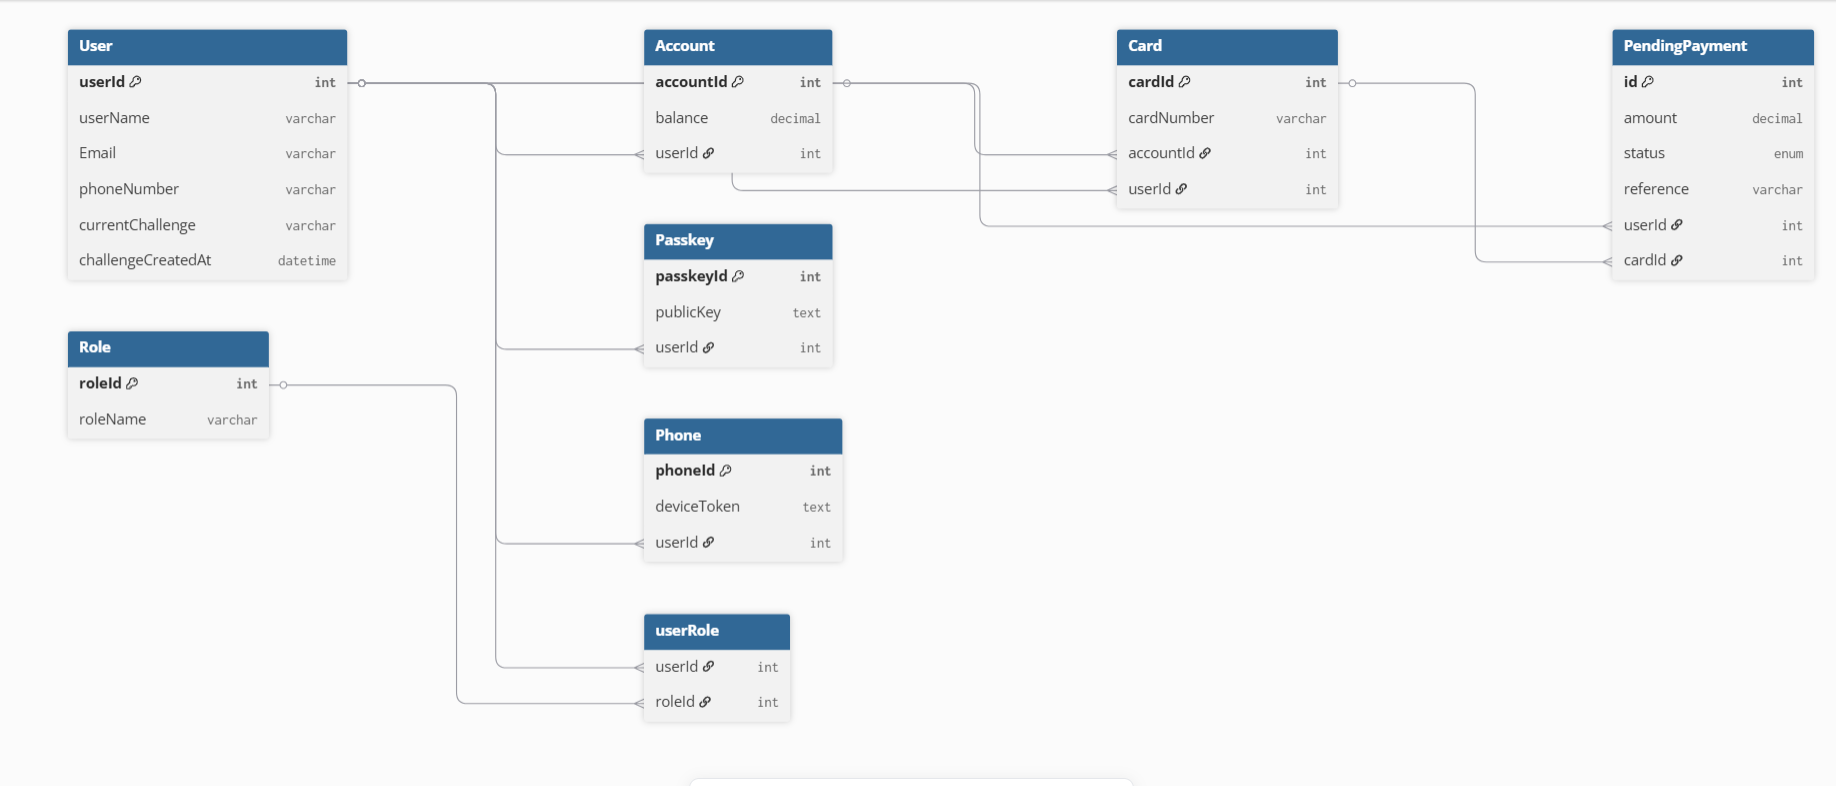 User
userId int
userName varchar
Email varchar
phoneNumber varchar
currentChallenge varchar
challengeCreatedAt datetime
Role
roleId int
roleName varchar
Account
accountId int
balance decimal
userId int
Passkey
passkeyId int
publicKey text
userId int
Phone
phoneId int
deviceToken text
userId int
userRole
userId int
roleId int
Card
cardId int
cardNumber varchar
accountId int
userId int
PendingPayment
id int
amount decimal
status enum
reference varchar
userId int
cardId int